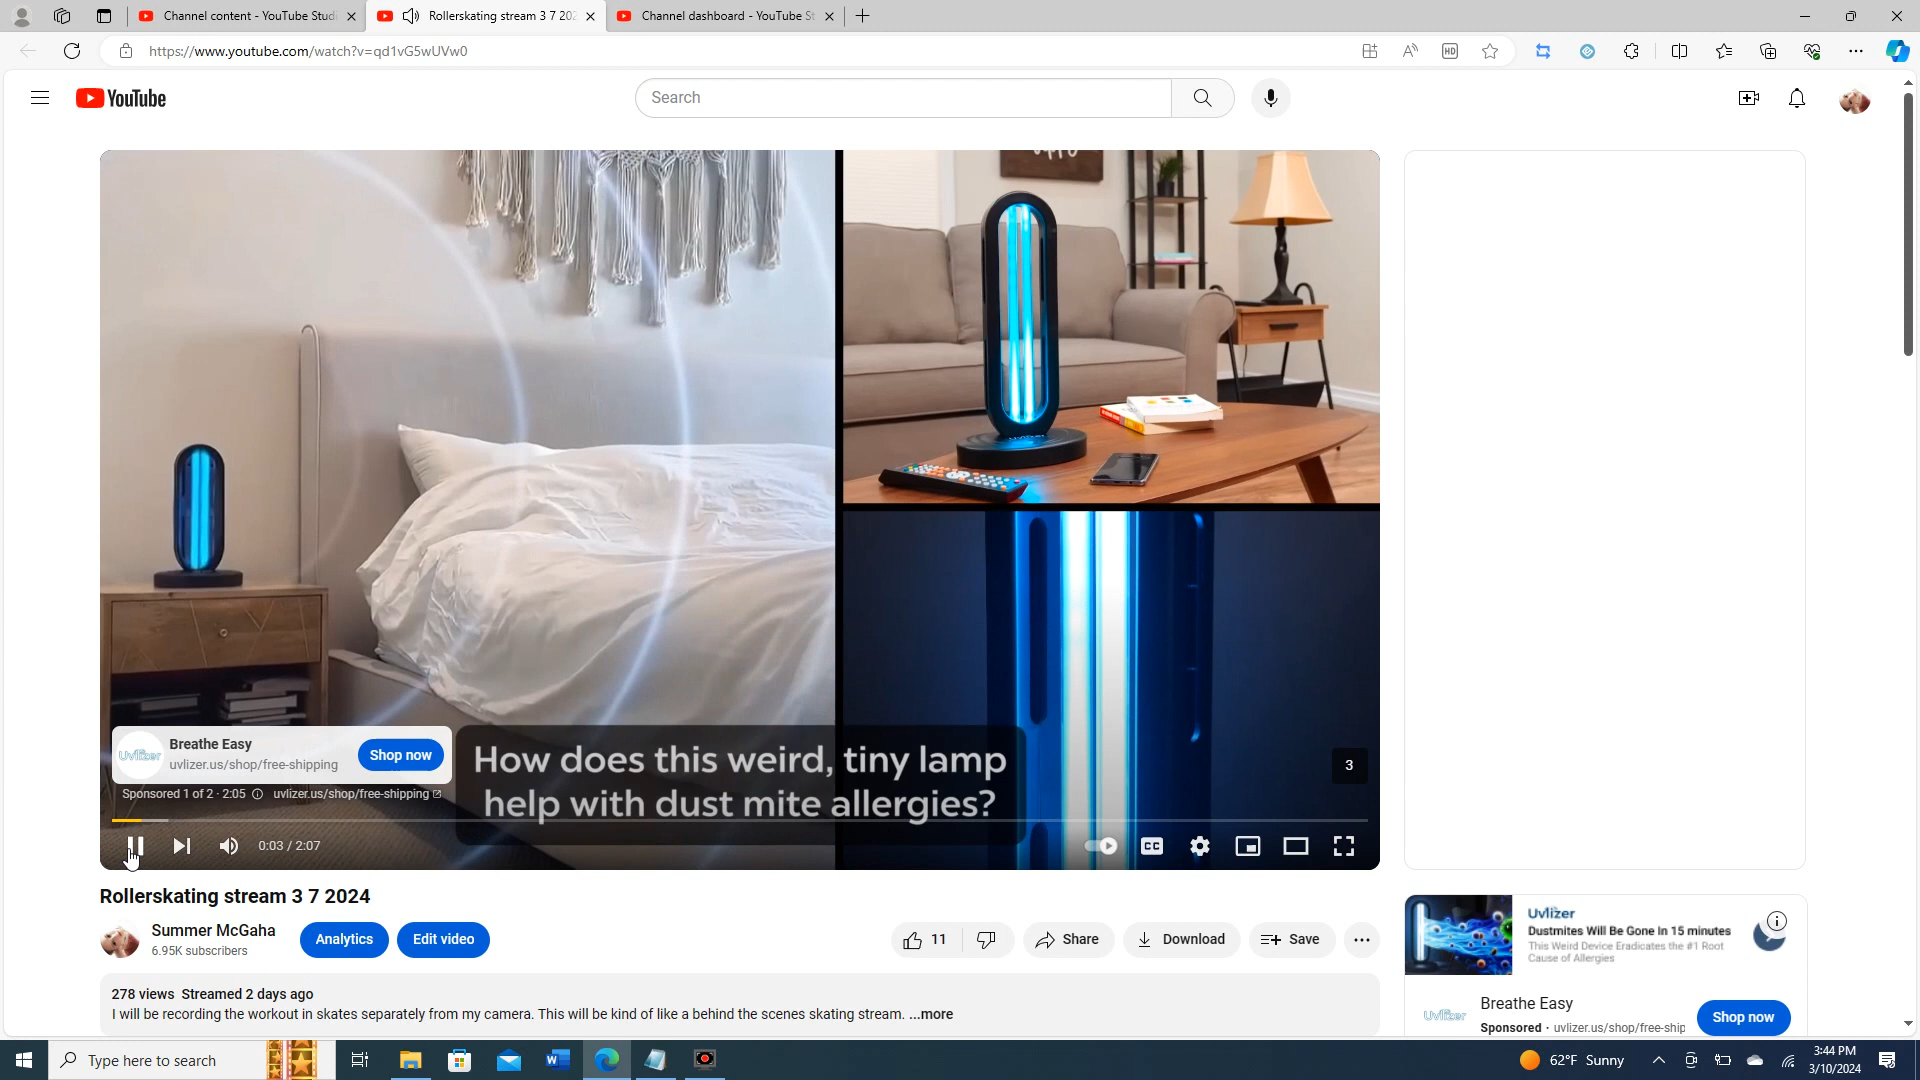 Channel content - YouTube Studi
Rollerskating stream 3 7 202
Channel dashboard - YouTube St
https://www.youtube.com/watch?v=qd1vG5wUVw0
HD
YouTube
Search
Breathe Easy
uvlizer.us/shop/free-shipping
Shop now
Uvlizer
Sponsored 1 of 2 · 2:05
uvlizer.us/shop/free-shipping
How does this weird, tiny lamp
help with dust mite allergies?
3
0:03 / 2:07
CC
Rollerskating stream 3 7 2024
Summer McGaha
6.95K subscribers
Analytics
Edit video
11
Share
Download
Save
278 views Streamed 2 days ago
I will be recording the workout in skates separately from my camera. This will be kind of like a behind the scenes skating stream. ...more
Uvlizer
Dustmites Will Be Gone In 15 minutes
This Weird Device Eradicates the #1 Root
Cause of Allergies
Uvlizer
Breathe Easy
Sponsored · uvlizer.us/shop/free-ship
Shop now
Type here to search
62°F Sunny
3:44 PM
3/10/2024